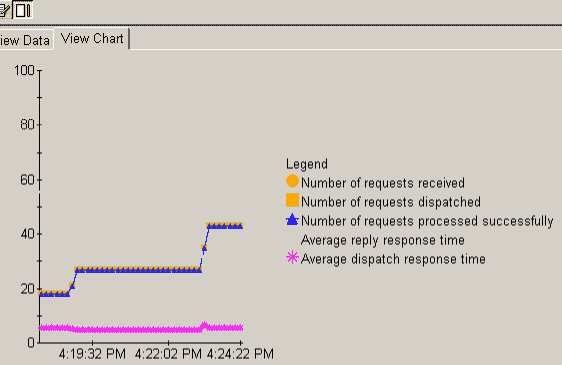 iew Data View Chart
100
80
60
40
20
0
4:19:32 PM 4:22:02 PM 4:24:22 PM
Legend
Number of requests received
Number of requests dispatched
Number of requests processed successfully
Average reply response time
Average dispatch response time